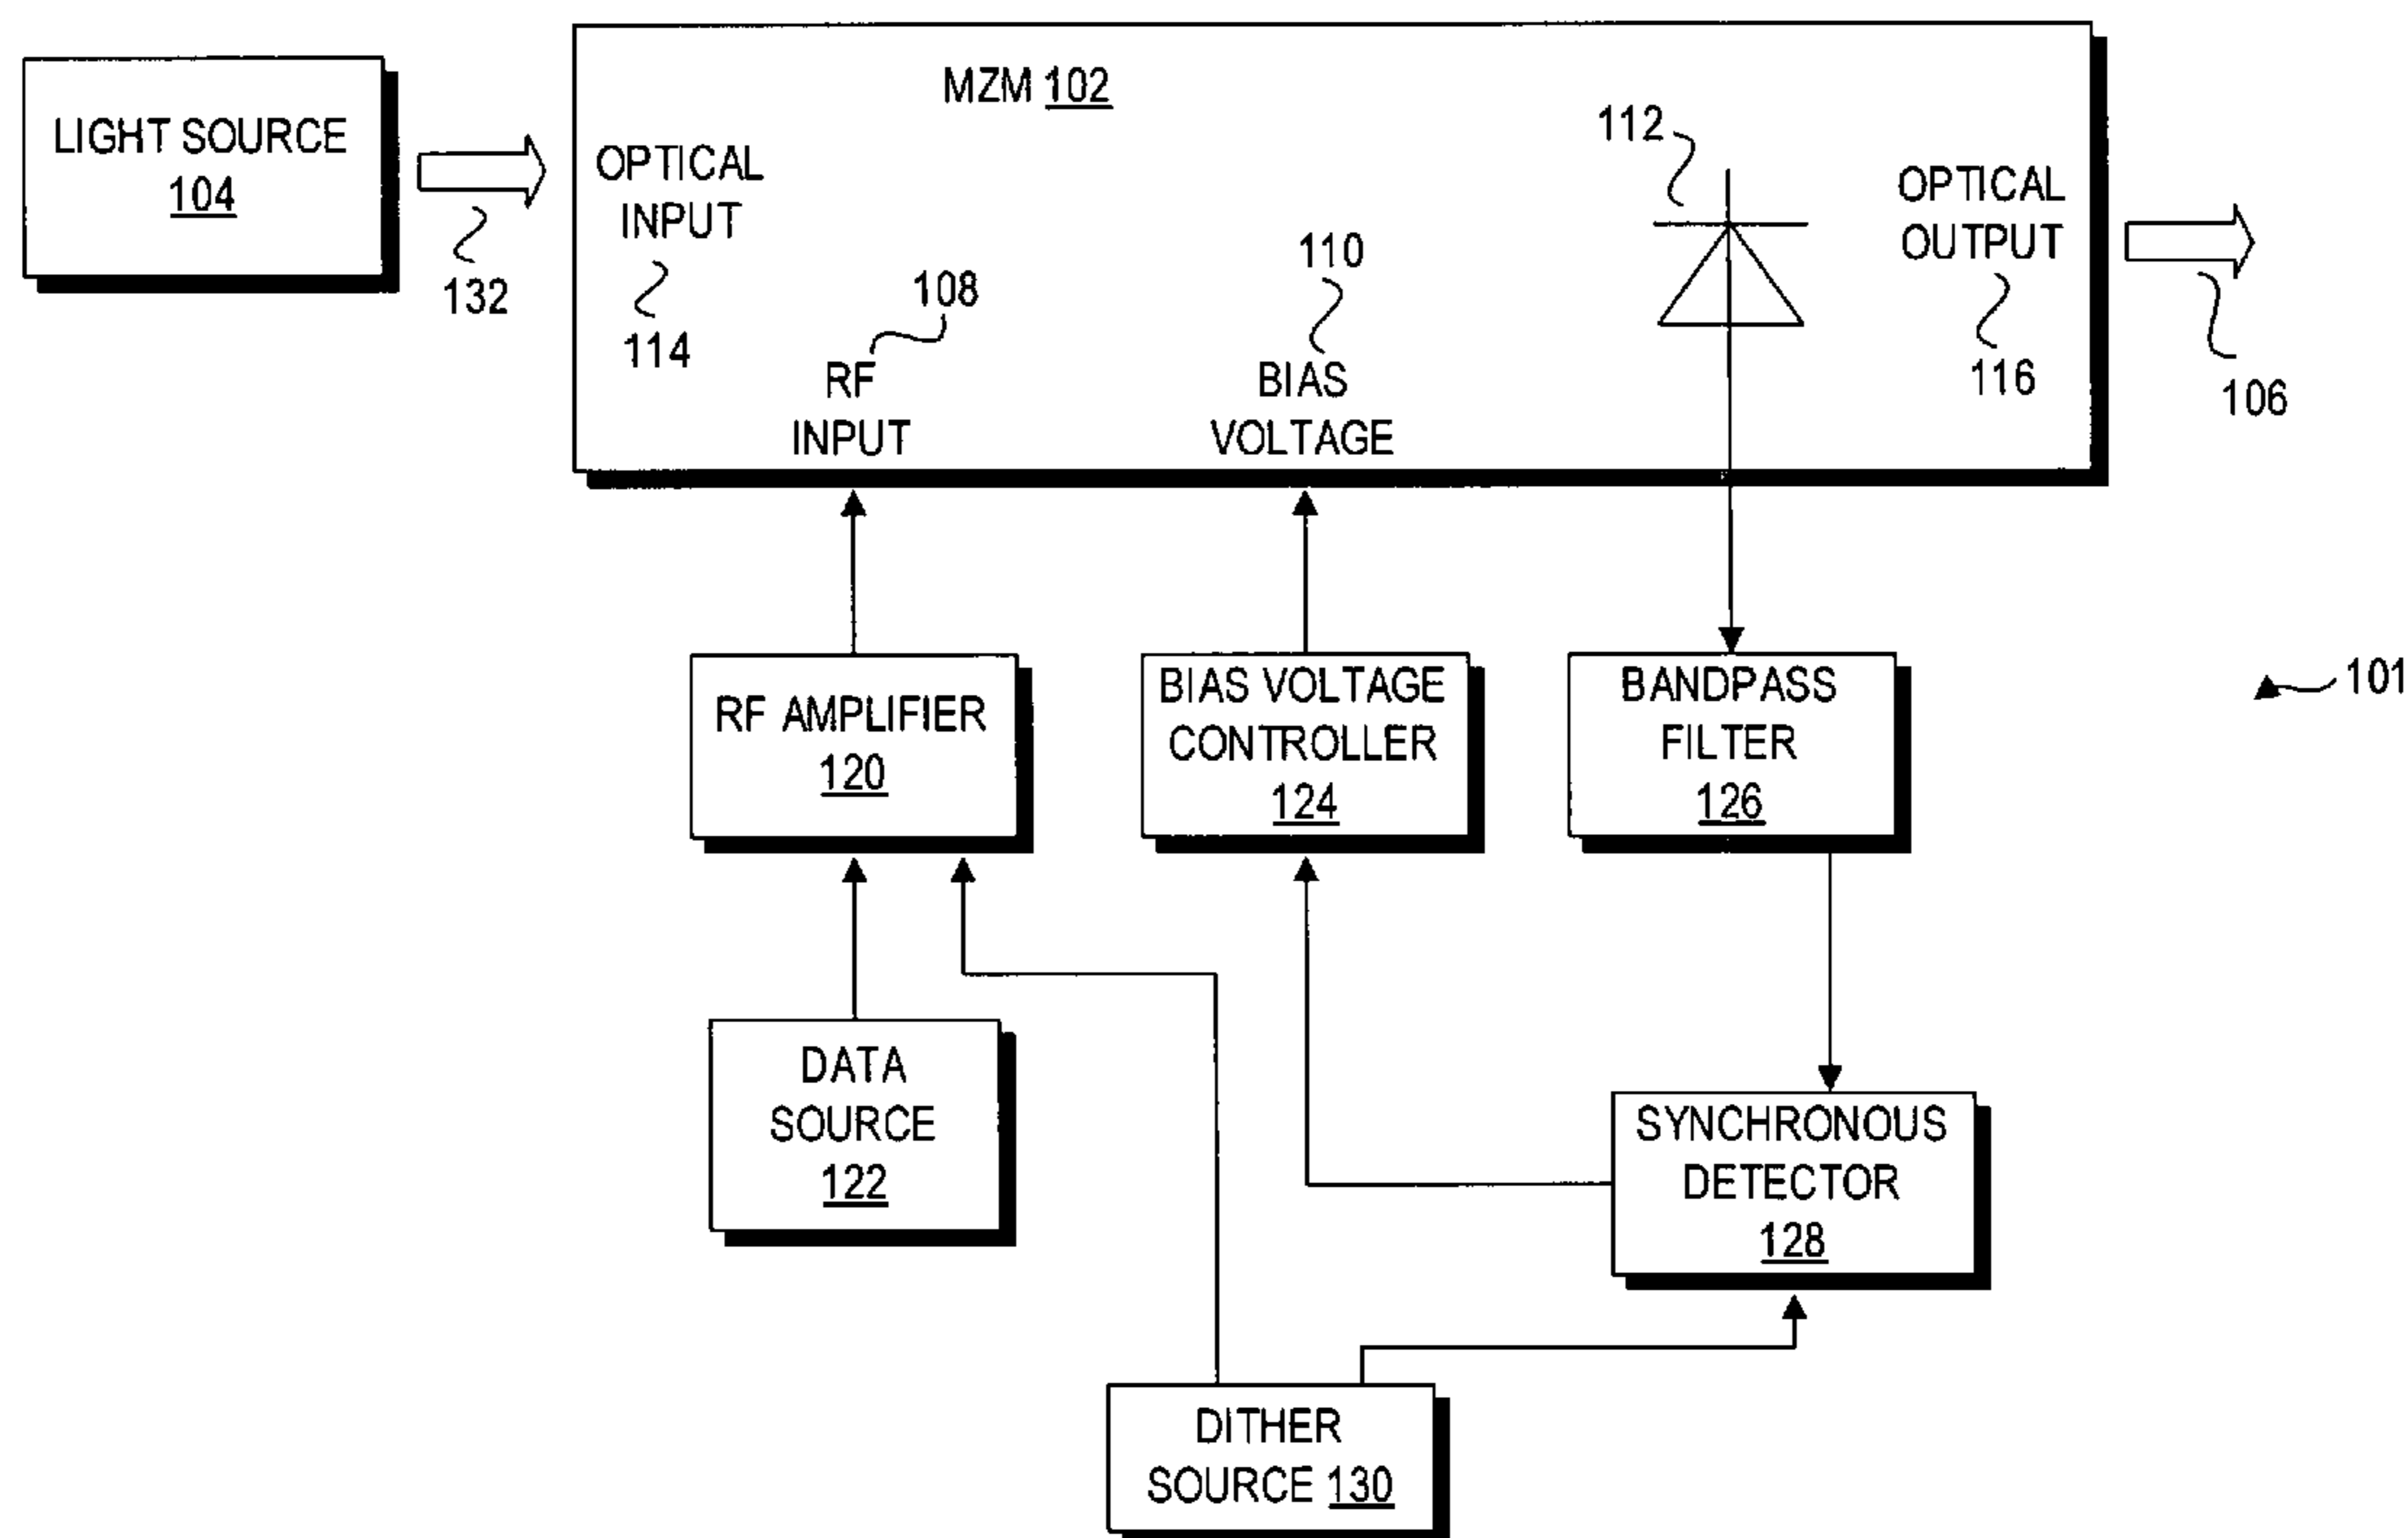 MZM 102
LIGHT SOURCE
104
132
OPTICAL
INPUT
114
RF
INPUT
108
BIAS
VOLTAGE
110
112
OPTICAL
OUTPUT
116
106
RF AMPLIFIER
120
BIAS VOLTAGE
CONTROLLER
124
BANDPASS
FILTER
126
101
DATA
SOURCE
122
SYNCHRONOUS
DETECTOR
128
DITHER
SOURCE 130